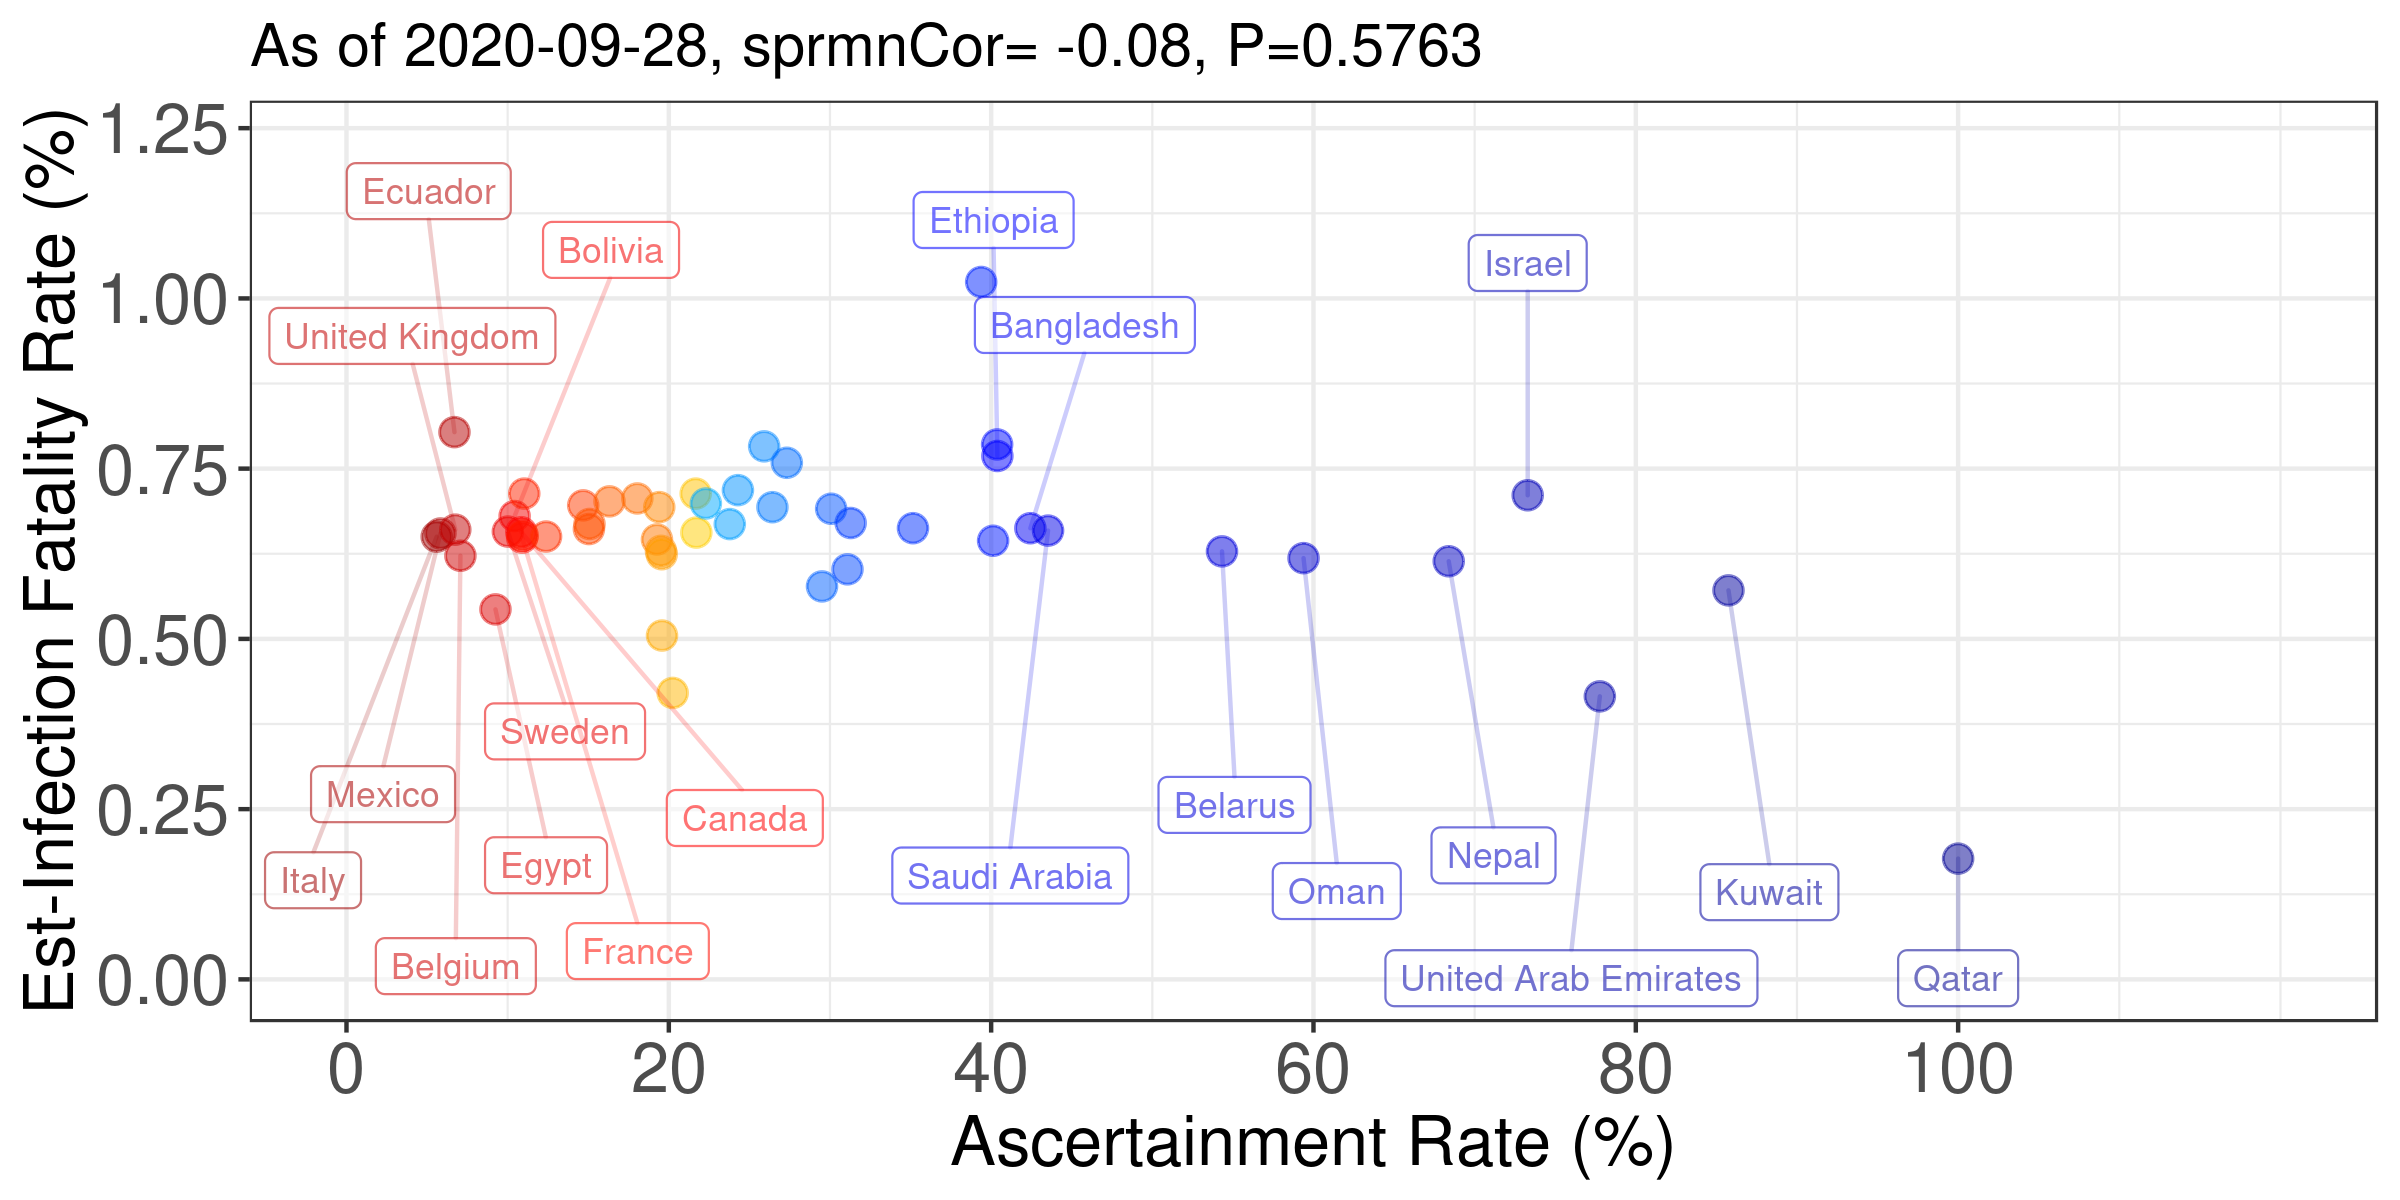 As of 2020-09-28, sprmnCor= -0.08, P=0.5763
Est-Infection Fatality Rate (%)
1.25
1.00
0.75
0.50
0.25
0.00
Ecuador
Bolivia
United Kingdom
Ethiopia
Bangladesh
Israel
Sweden
Mexico
Canada
Egypt
Italy
France
Belgium
Saudi Arabia
Belarus
Oman
Nepal
Kuwait
United Arab Emirates
Qatar
0
20
40
60
80
100
Ascertainment Rate (%)